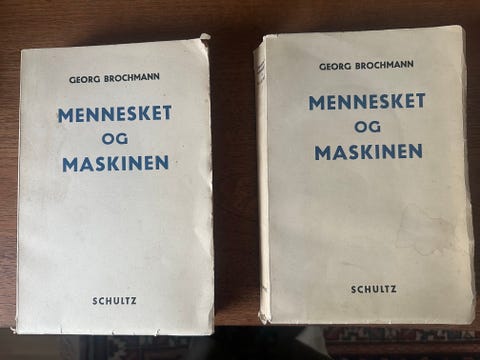 GEORG BROCHMANN
MENNESKET
OG
MASKINEN
SCHULTZ
GEORG BROCHMANN
MENNESKET
OG
MASKINEN
SCHULTZ